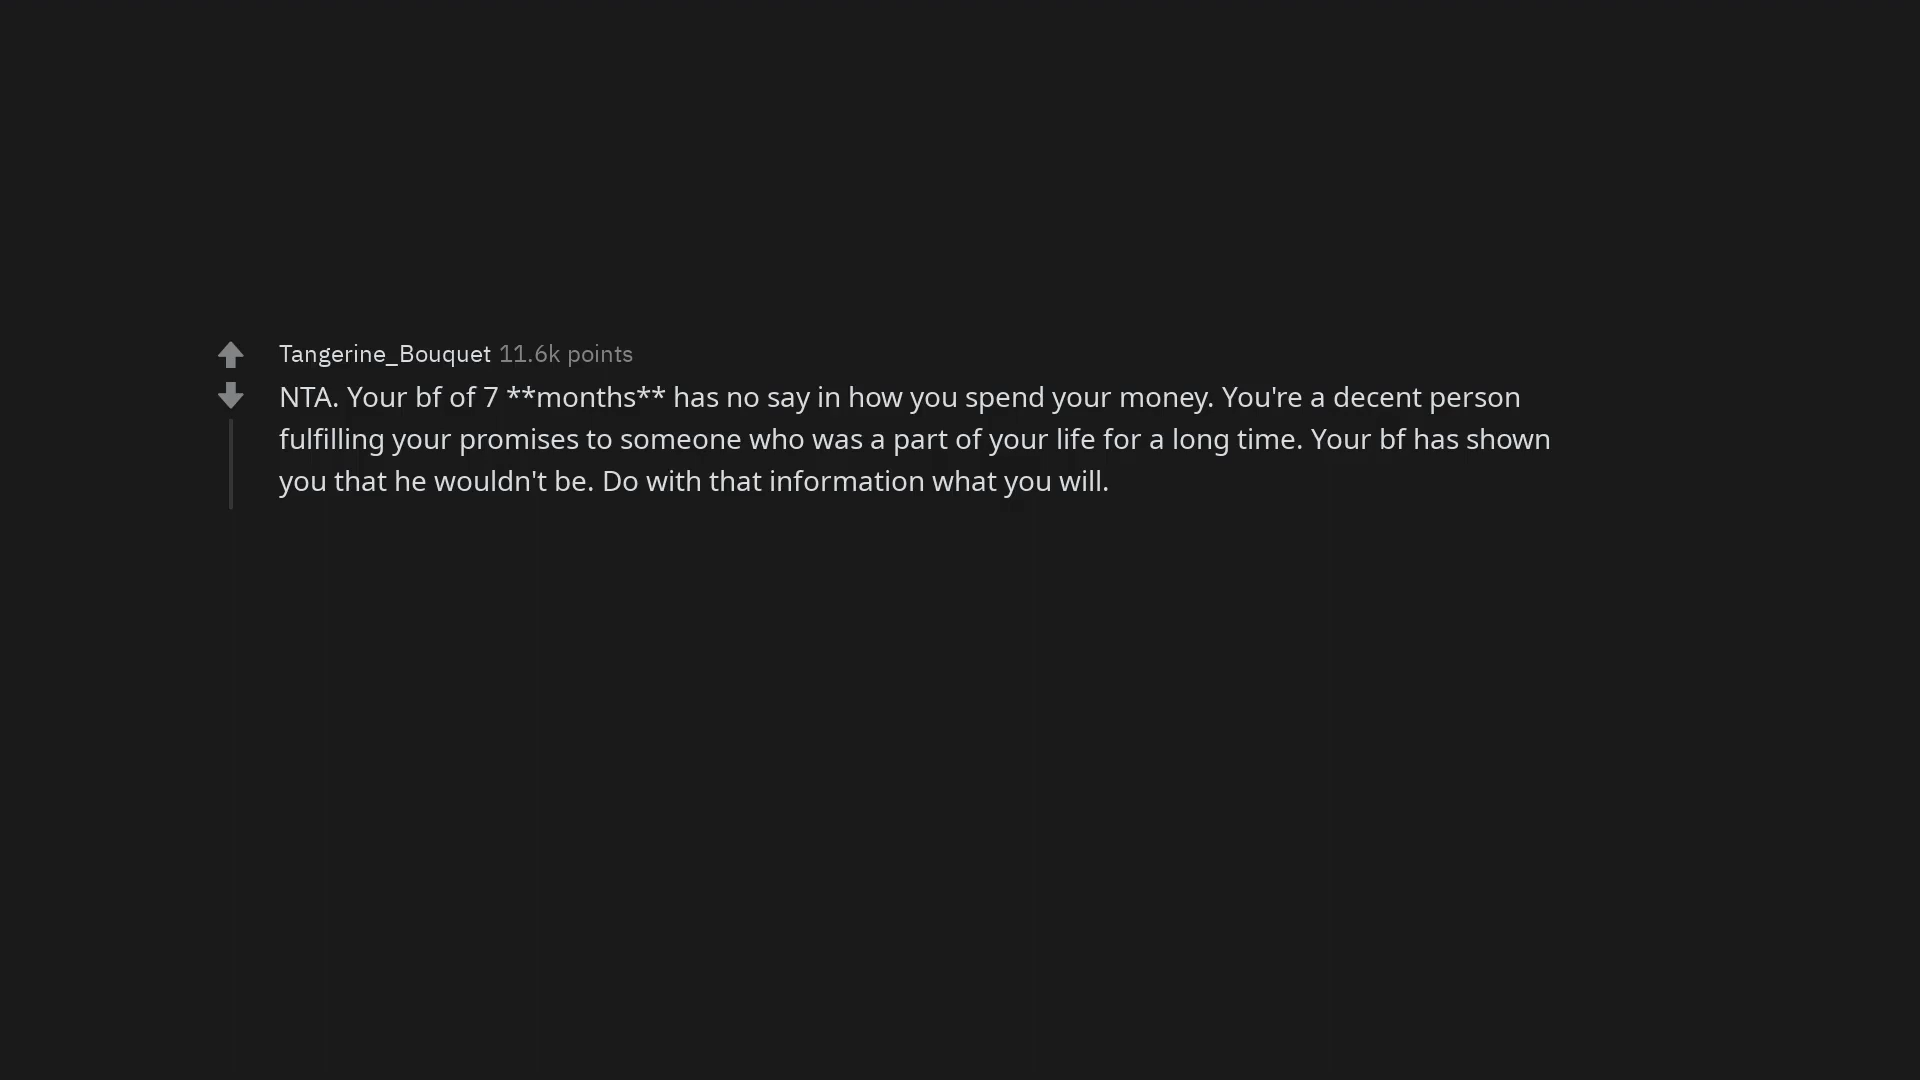 Tangerine_Bouquet 11.6k points
NTA. Your bf of 7 **months** has no say in how you spend your money. You're a decent person
fulfilling your promises to someone who was a part of your life for a long time. Your bf has shown
you that he wouldn't be. Do with that information what you will.